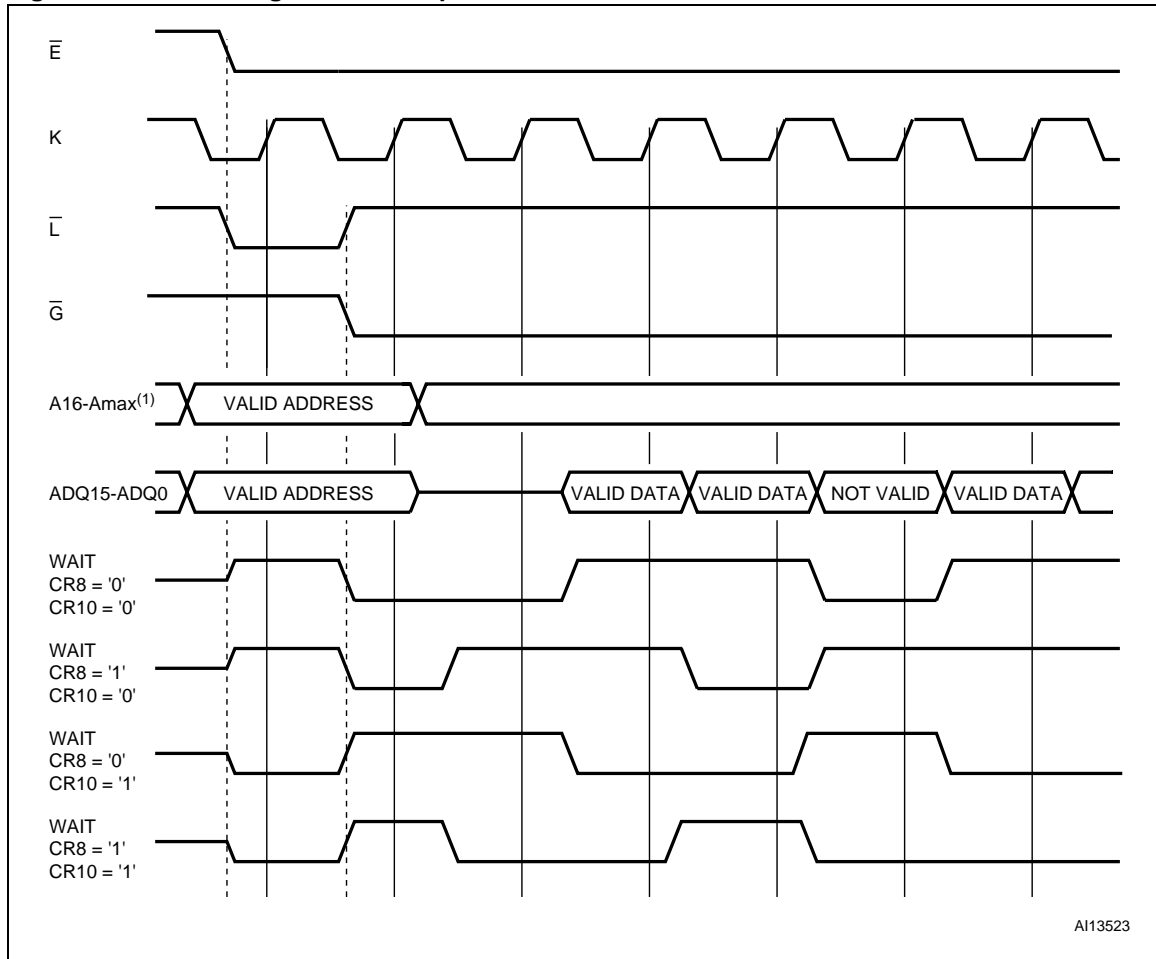 E
K
L
G
A16-Amax(1)
VALID ADDRESS
ADQ15-ADQ0
VALID ADDRESS
VALID DATA
VALID DATA
NOT VALID
VALID DATA
WAIT
CR8 = '0'
CR10 = '0'
WAIT
CR8 = '1'
CR10 = '0'
WAIT
CR8 = '0'
CR10 = '1'
WAIT
CR8 = '1'
CR10 = '1'
AI13523